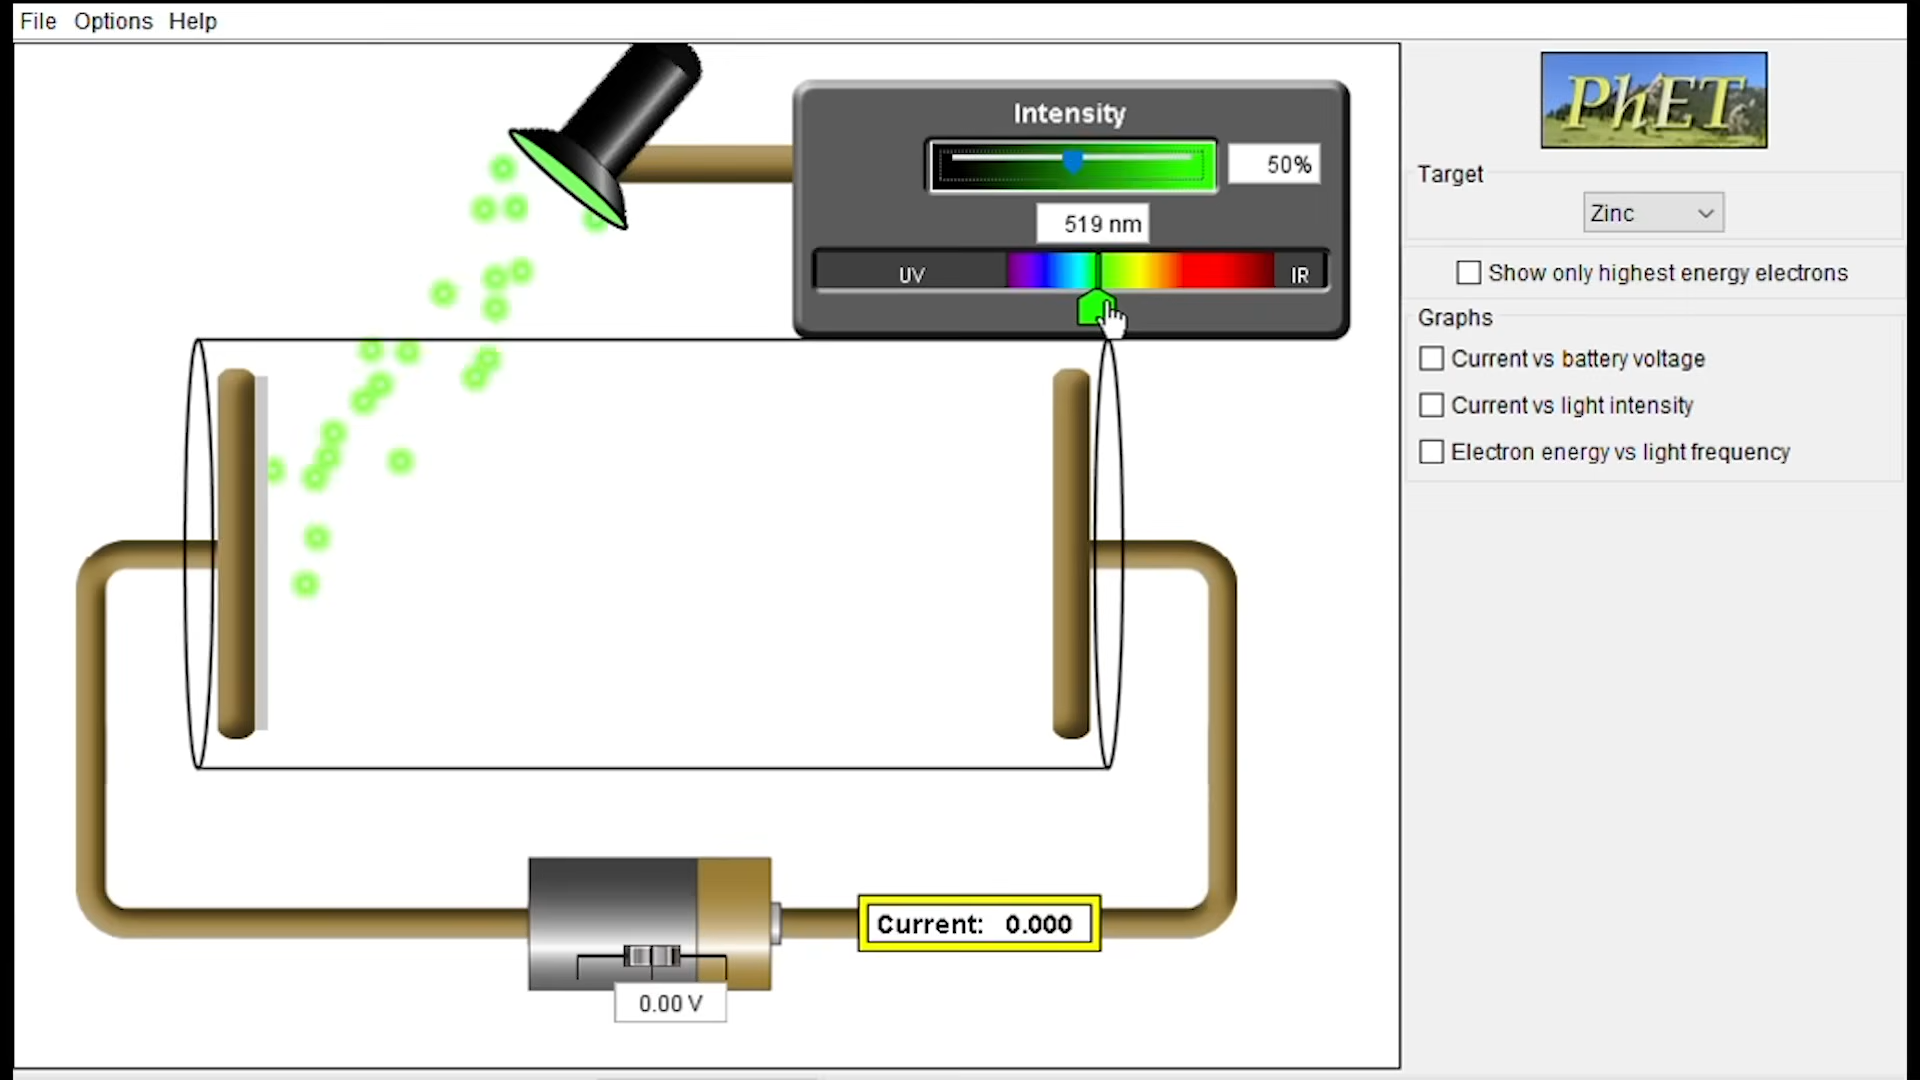 File Options Help
Intensity
50%
519 nm
UV
IR
Current: 0.000
0.00 V
PhET
Target
Zinc
Show only highest energy electrons
Graphs
Current vs battery voltage
Current vs light intensity
Electron energy vs light frequency